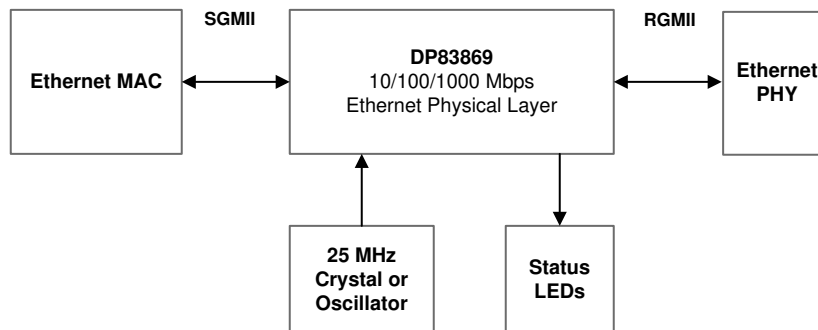 SGMII
RGMII
Ethernet MAC
DP83869
10/100/1000 Mbps
Ethernet Physical Layer
Ethernet
PHY
25 MHz
Crystal or
Oscillator
Status
LEDs